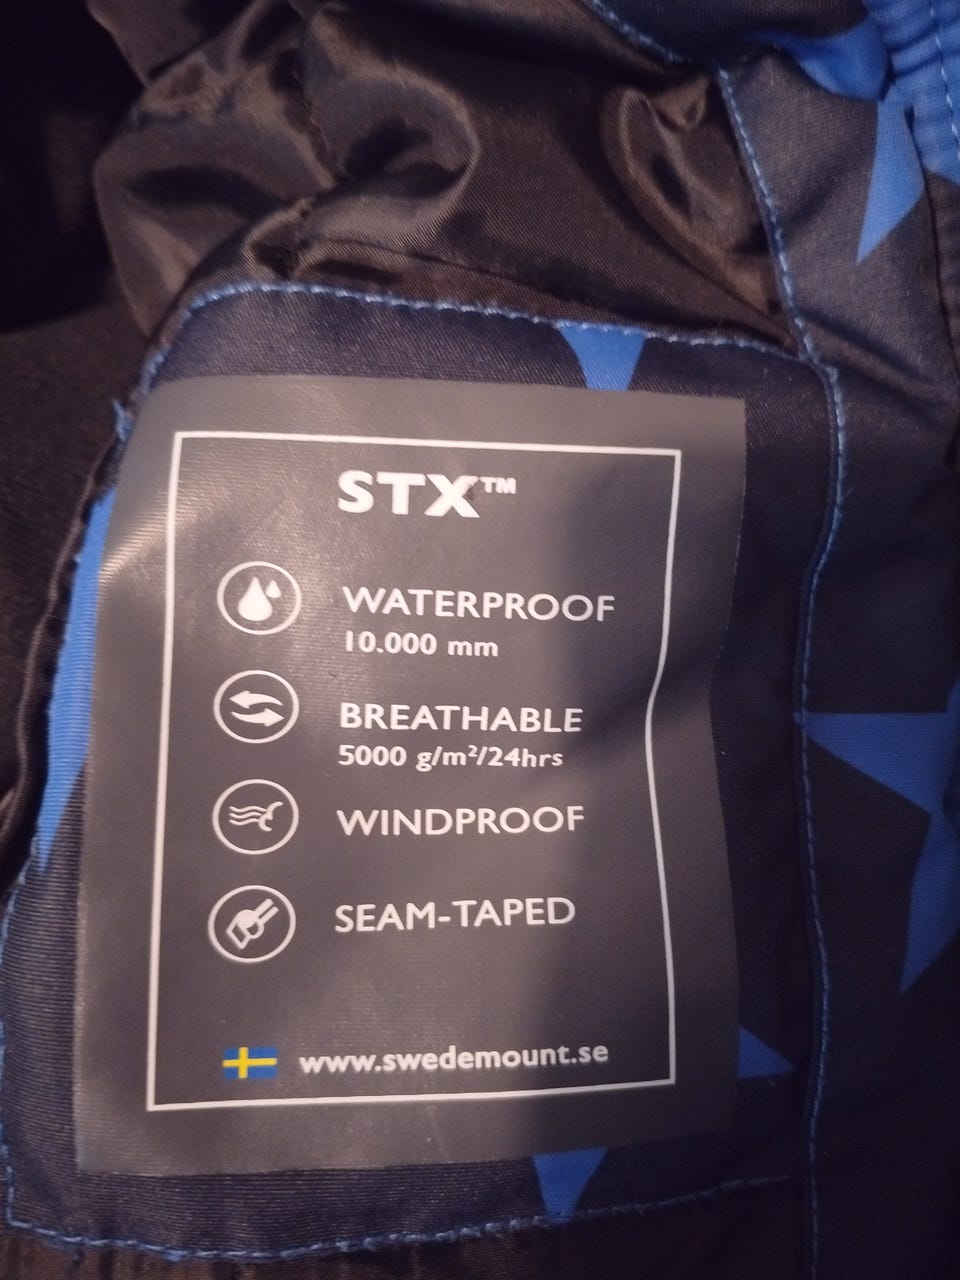 STX™
WATERPROOF
10.000 mm
BREATHABLE
5000 g/m²/24hrs
WINDPROOF
SEAM-TAPED
www.swedemount.se